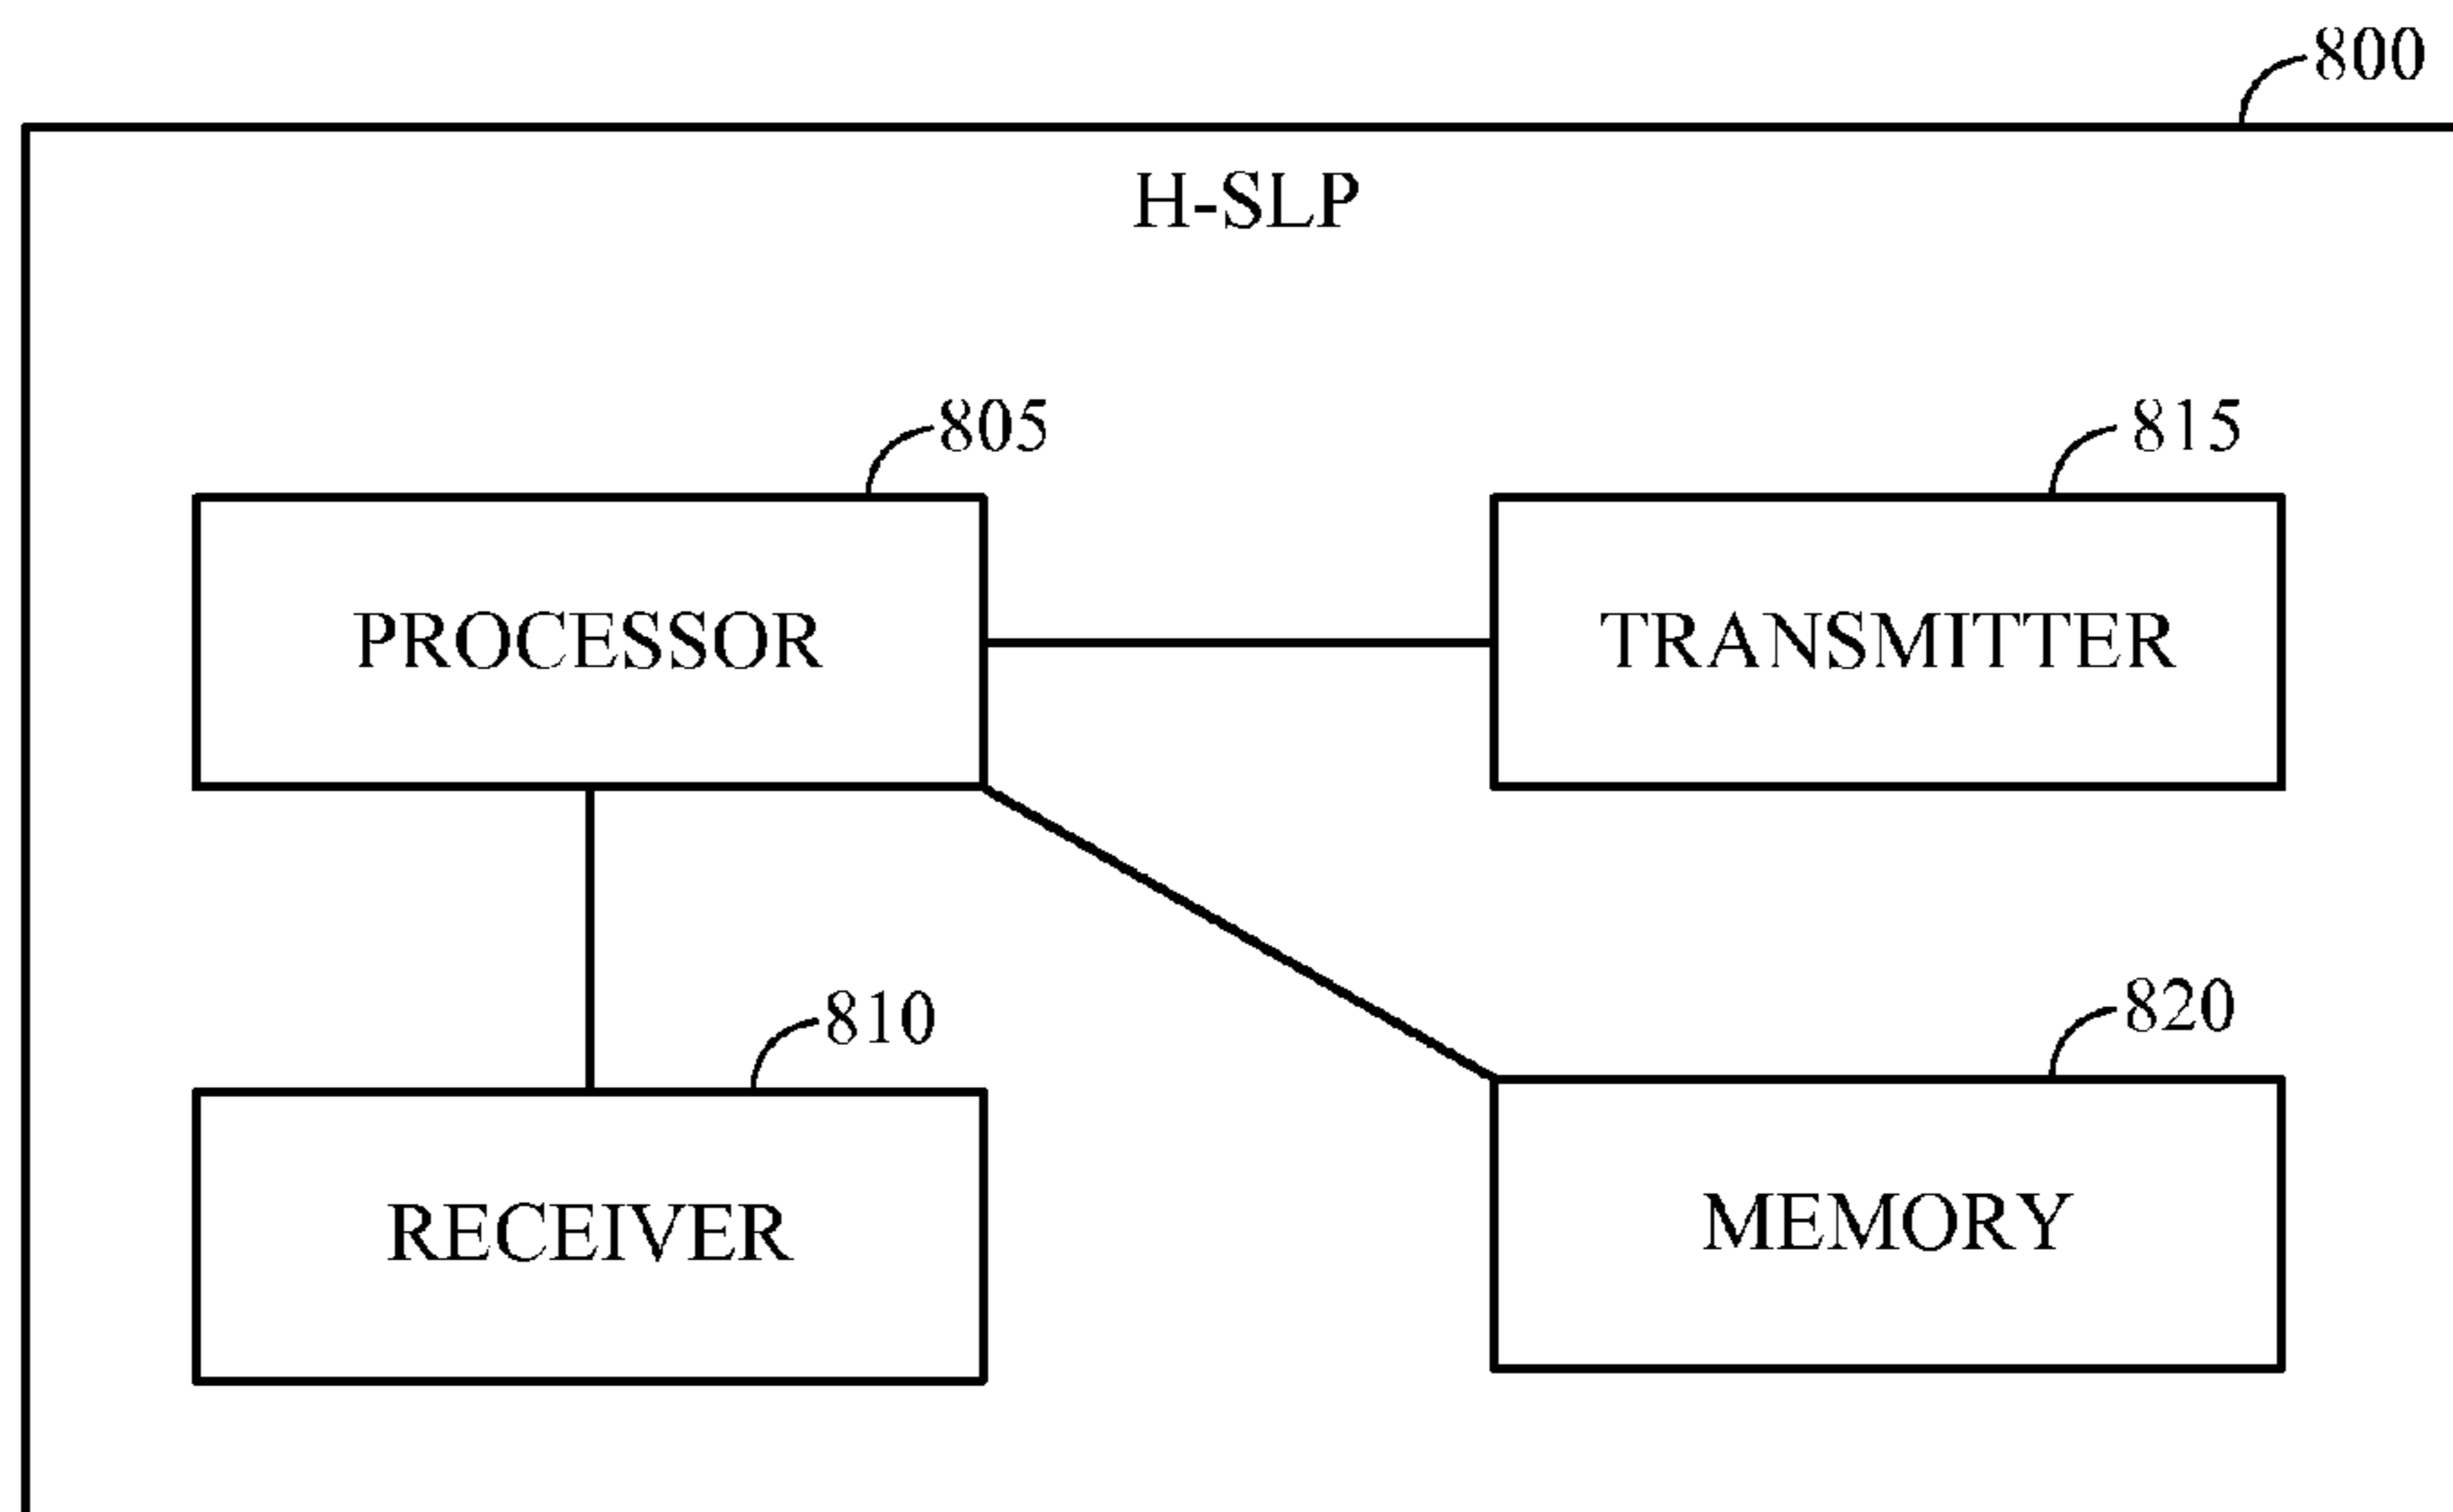 800
H-SLP
805
815
PROCESSOR
TRANSMITTER
810
820
RECEIVER
MEMORY